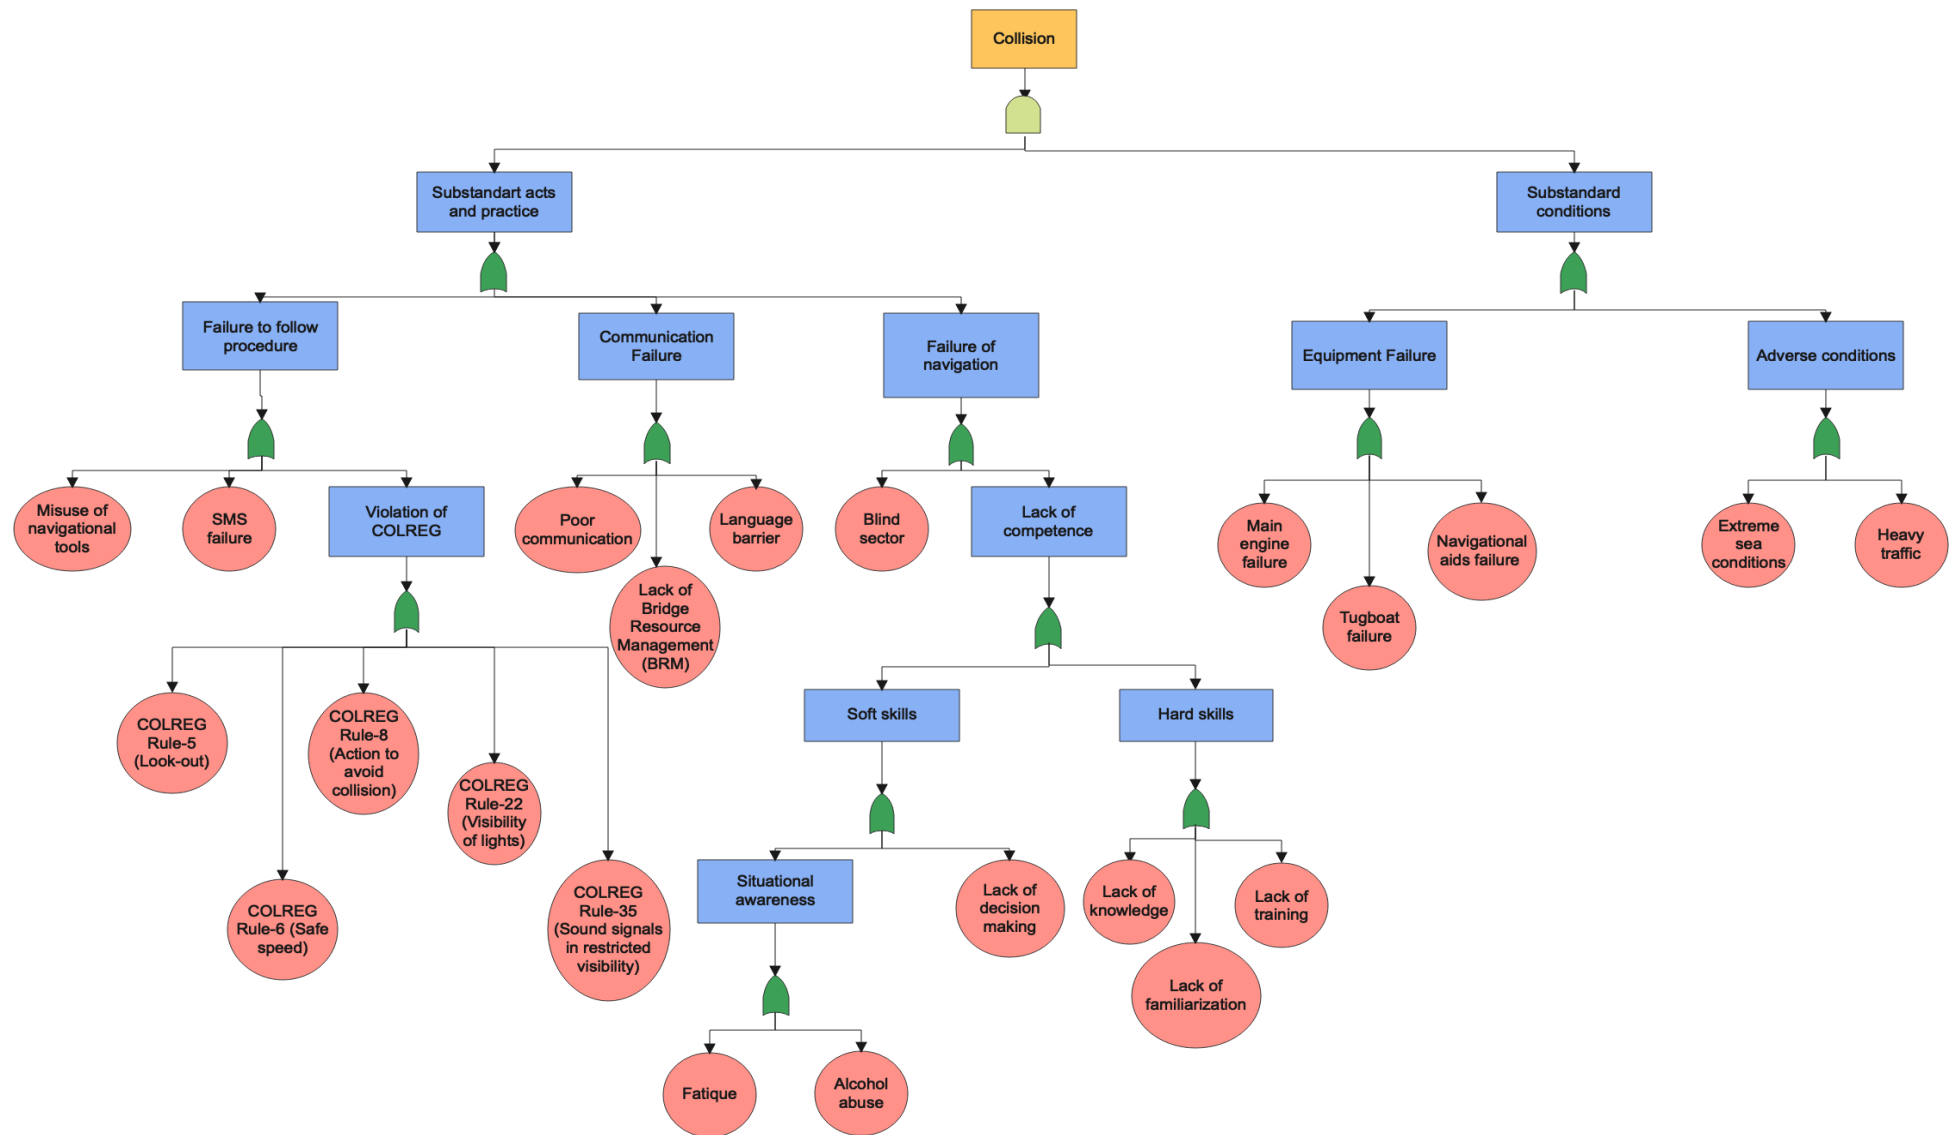 Collision
Substandart acts
and practice
Substandard
conditions
Failure to follow
procedure
Communication
Failure
Failure of
navigation
Equipment Failure
Adverse conditions
Misuse of
navigational
tools
SMS
failure
Violation of
COLREG
Poor
communication
Language
barrier
Blind
sector
Lack of
competence
Main
engine
failure
Navigational
aids failure
Extreme
sea
conditions
Heavy
traffic
Lack of
Bridge
Resource
Management
(BRM)
Tugboat
failure
COLREG
Rule-5
(Look-out)
COLREG
Rule-8
(Action to
avoid
collision)
COLREG
Rule-22
(Visibility
of lights)
Soft skills
Hard skills
COLREG
Rule-6 (Safe
speed)
COLREG
Rule-35
(Sound signals
in restricted
visibility)
Situational
awareness
Lack of
decision
making
Lack of
knowledge
Lack of
training
Lack of
familiarization
Fatique
Alcohol
abuse